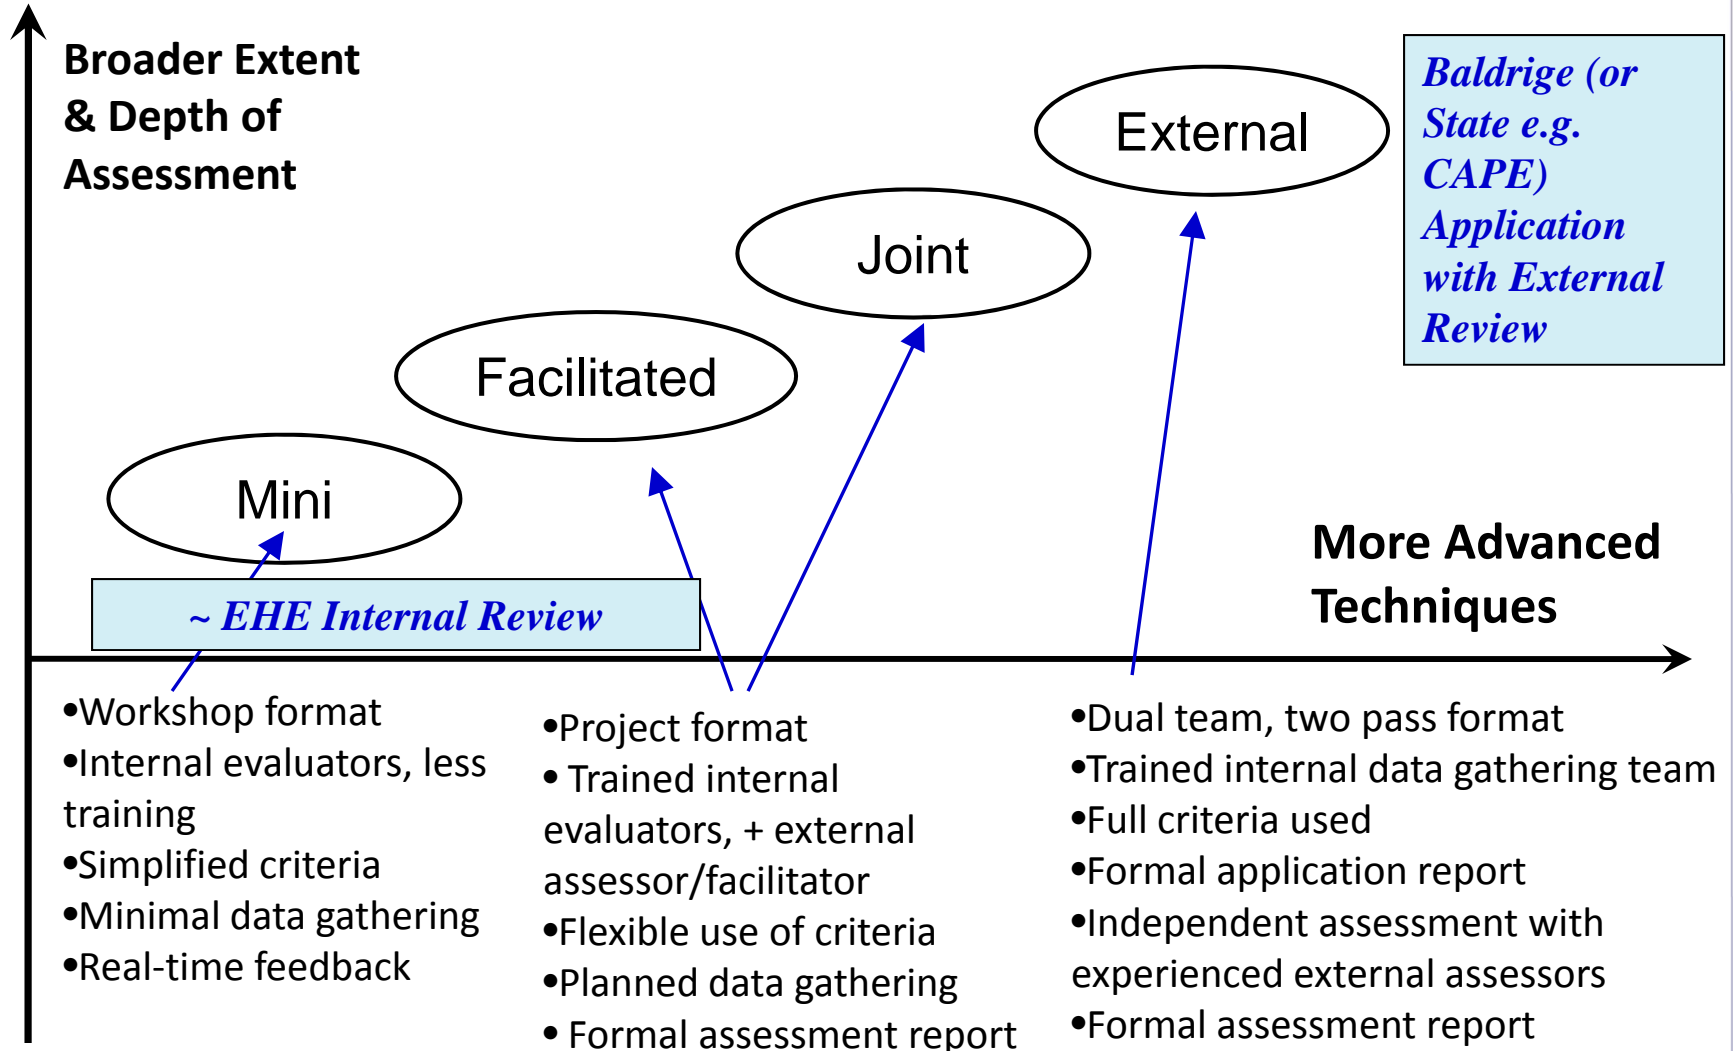 Broader Extent
& Depth of
Assessment
External
Baldrige (or
State e.g.
CAPE)
Application
with External
Review
Joint
Facilitated
Mini
More Advanced
Techniques
~ EHE Internal Review
•Workshop format
•Internal evaluators, less
training
•Simplified criteria
•Minimal data gathering
•Real-time feedback
•Project format
• Trained internal
evaluators, + external
assessor/facilitator
•Flexible use of criteria
•Planned data gathering
• Formal assessment report
•Dual team, two pass format
•Trained internal data gathering team
•Full criteria used
•Formal application report
•Independent assessment with
experienced external assessors
•Formal assessment report